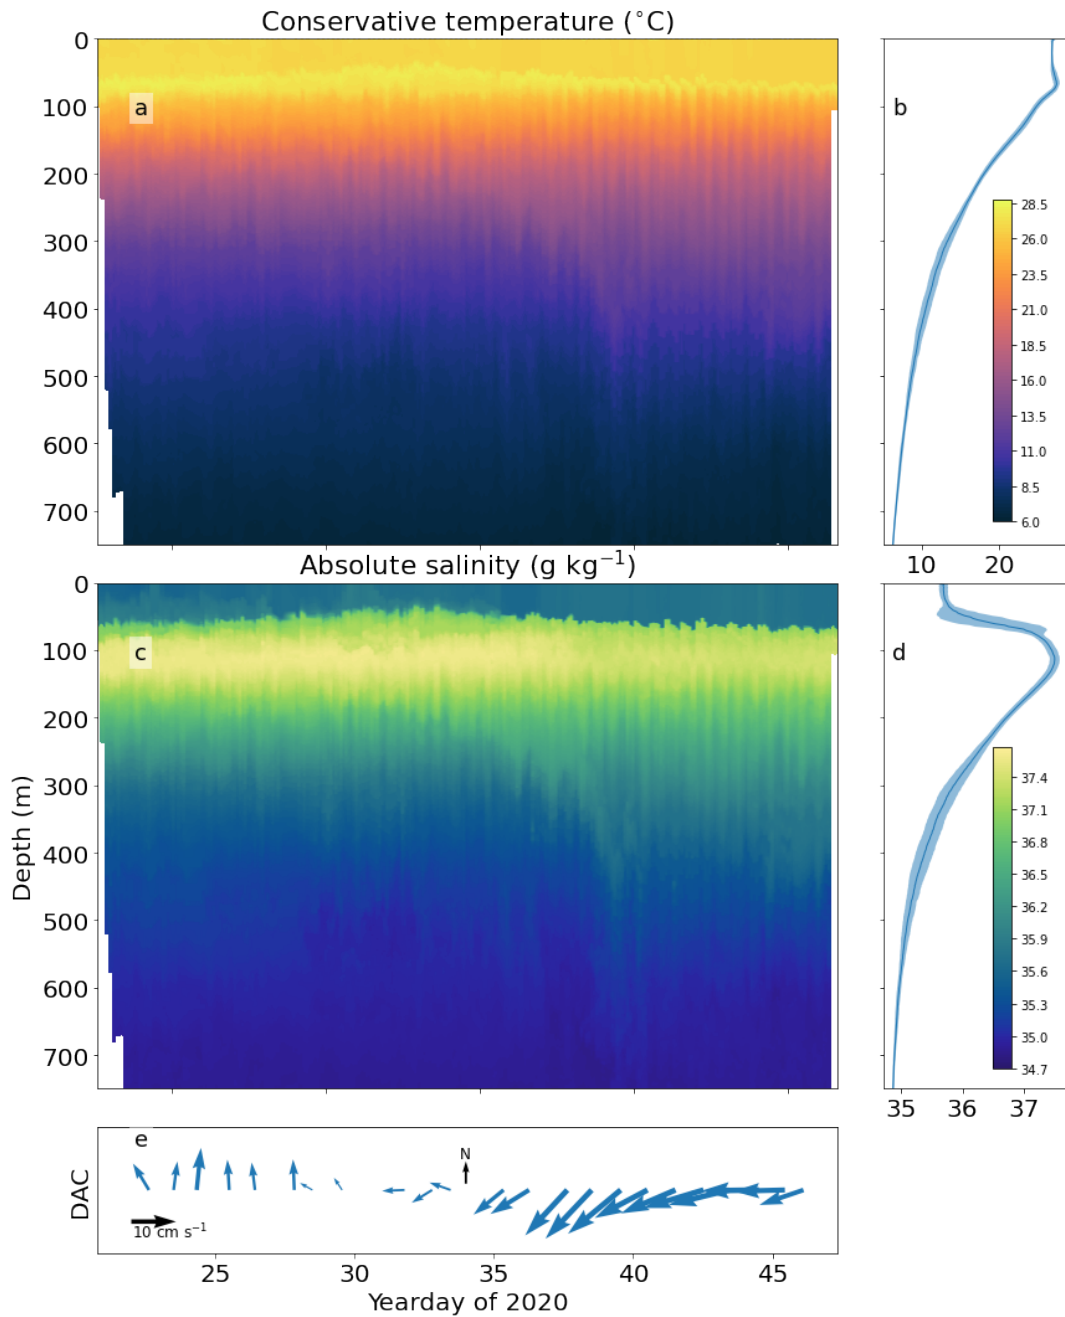 Conservative temperature (°C)
0
100
200
300
400
500
600
700
a
b
28.5
26.0
23.5
21.0
18.5
16.0
13.5
11.0
8.5
6.0
10 20
Absolute salinity (g kg⁻¹)
Depth (m)
0
100
200
300
400
500
600
700
c
d
37.4
37.1
36.8
36.5
36.2
35.9
35.6
35.3
35.0
34.7
35 36 37
DAC
e
N
10 cm s⁻¹
25 30 35 40 45
Yearday of 2020